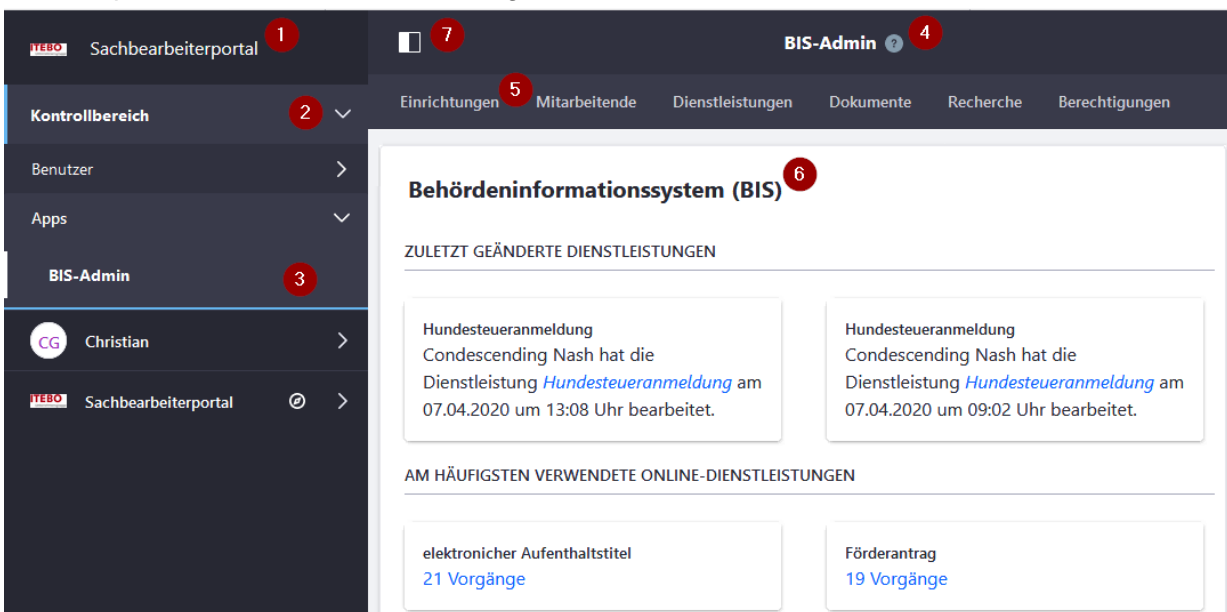 ITEBO Sachbearbeiterportal 1
Kontrollbereich 2
Benutzer
Apps
BIS-Admin 3
CG Christian
ITEBO Sachbearbeiterportal
7 BIS-Admin ? 4
Einrichtungen 5 Mitarbeitende Dienstleistungen Dokumente Recherche Berechtigungen
Behördeninformationssystem (BIS) 6
ZULETZT GEÄNDERTE DIENSTLEISTUNGEN
Hundesteueranmeldung
Condescending Nash hat die
Dienstleistung Hundesteueranmeldung am
07.04.2020 um 13:08 Uhr bearbeitet.
Hundesteueranmeldung
Condescending Nash hat die
Dienstleistung Hundesteueranmeldung am
07.04.2020 um 09:02 Uhr bearbeitet.
AM HÄUFIGSTEN VERWENDETE ONLINE-DIENSTLEISTUNGEN
elektronicher Aufenthaltstitel
21 Vorgänge
Förderantrag
19 Vorgänge